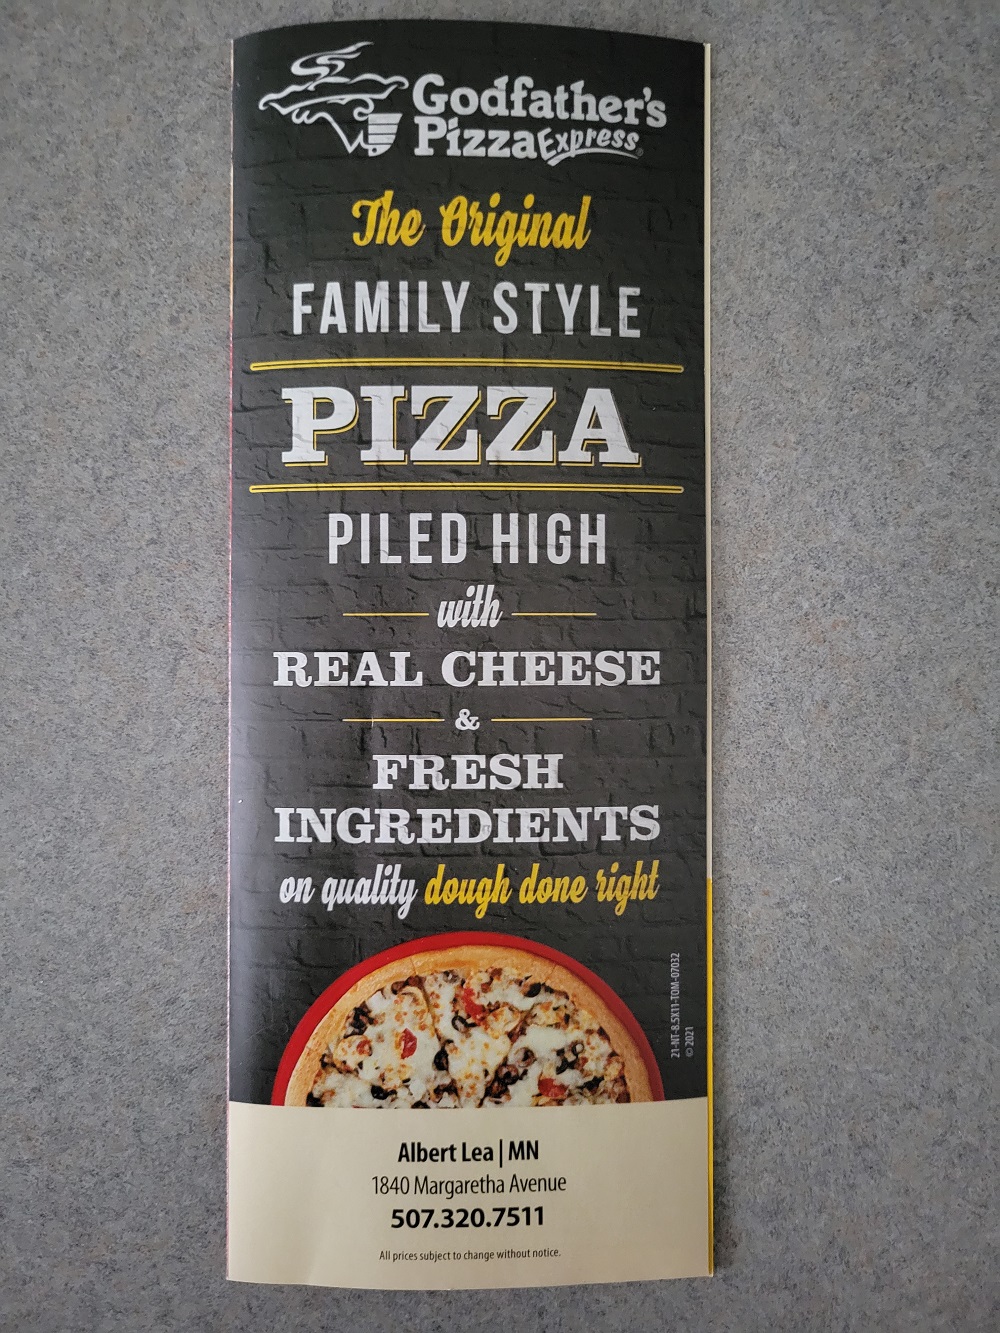 Godfather's
Pizza Express
The Original
FAMILY STYLE
PIZZA
PILED HIGH
with
REAL CHEESE
&
FRESH
INGREDIENTS
on quality dough done right
21-NT-8.5X11-TOM-07032
© 2021
Albert Lea | MN
1840 Margaretha Avenue
507.320.7511
All prices subject to change without notice.